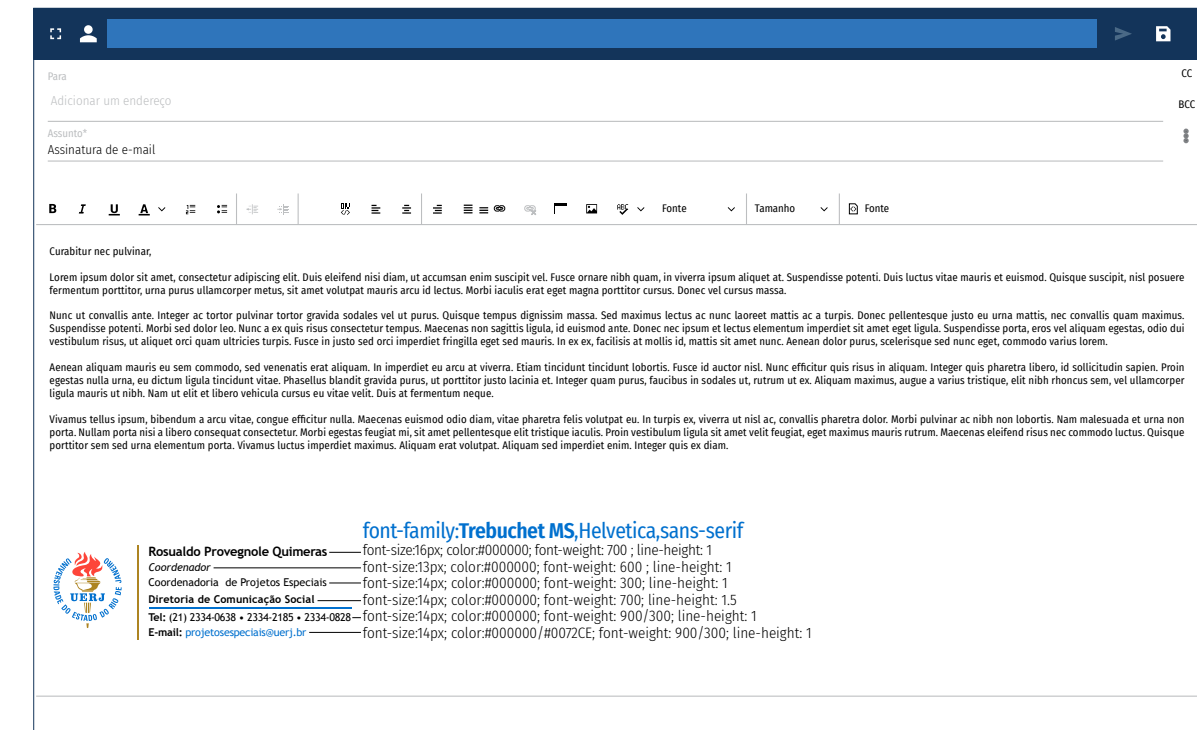 Para
CC
Adicionar um endereço
BCC
Assunto*
Assinatura de e-mail
B I U A Fonte Tamanho Fonte
Curabitur nec pulvinar,
Lorem ipsum dolor sit amet, consectetur adipiscing elit. Duis eleifend nisi diam, ut accumsan enim suscipit vel. Fusce ornare nibh quam, in viverra ipsum aliquet at. Suspendisse potenti. Duis luctus vitae mauris et euismod. Quisque suscipit, nisl posuere
fermentum porttitor, urna purus ullamcorper metus, sit amet volutpat mauris arcu id lectus. Morbi iaculis erat eget magna porttitor cursus. Donec vel cursus massa.
Nunc ut convallis ante. Integer ac tortor pulvinar tortor gravida sodales vel ut purus. Quisque tempus dignissim massa. Sed maximus lectus ac nunc laoreet mattis ac a turpis. Donec pellentesque justo eu urna mattis, nec convallis quam maximus.
Suspendisse potenti. Morbi sed dolor leo. Nunc a ex quis risus consectetur tempus. Maecenas non sagittis ligula, id euismod ante. Donec nec ipsum et lectus elementum imperdiet sit amet eget ligula. Suspendisse porta, eros vel aliquam egestas, odio dui
vestibulum risus, ut aliquet orci quam ultricies turpis. Fusce in justo sed orci imperdiet fringilla eget sed mauris. In ex ex, facilisis at mollis id, mattis sit amet nunc. Aenean dolor purus, scelerisque sed nunc eget, commodo varius lorem.
Aenean aliquam mauris eu sem commodo, sed venenatis erat aliquam. In imperdiet eu arcu at viverra. Etiam tincidunt tincidunt lobortis. Fusce id auctor nisl. Nunc efficitur quis risus in aliquam. Integer quis pharetra libero, id sollicitudin sapien. Proin
egestas nulla urna, eu dictum ligula tincidunt vitae. Phasellus blandit gravida purus, ut porttitor justo lacinia et. Integer quam purus, faucibus in sodales ut, rutrum ut ex. Aliquam maximus, augue a varius tristique, elit nibh rhoncus sem, vel ullamcorper
ligula mauris ut nibh. Nam ut elit et libero vehicula cursus eu vitae velit. Duis at fermentum neque.
Vivamus tellus ipsum, bibendum a arcu vitae, congue efficitur nulla. Maecenas euismod odio diam, vitae pharetra felis volutpat eu. In turpis ex, viverra ut nisl ac, convallis pharetra dolor. Morbi pulvinar ac nibh non lobortis. Nam malesuada et urna non
porta. Nullam porta nisi a libero consequat consectetur. Morbi egestas feugiat mi, sit amet pellentesque elit tristique iaculis. Proin vestibulum ligula sit amet velit feugiat, eget maximus mauris rutrum. Maecenas eleifend risus nec commodo luctus. Quisque
porttitor sem sed urna elementum porta. Vivamus luctus imperdiet maximus. Aliquam erat volutpat. Aliquam sed imperdiet enim. Integer quis ex diam.
font-family:Trebuchet MS,Helvetica,sans-serif
UNIVERSIDADE DO ESTADO DO RIO DE JANEIRO
UERJ
Rosualdo Provegnole Quimeras font-size:16px; color:#000000; font-weight: 700 ; line-height: 1
Coordenador font-size:13px; color:#000000; font-weight: 600 ; line-height: 1
Coordenadoria de Projetos Especiais font-size:14px; color:#000000; font-weight: 300; line-height: 1
Diretoria de Comunicação Social font-size:14px; color:#000000; font-weight: 700; line-height: 1.5
Tel: (21) 2334-0638 • 2334-2185 • 2334-0828 font-size:14px; color:#000000; font-weight: 900/300; line-height: 1
E-mail: projetosespeciais@uerj.br font-size:14px; color:#000000/#0072CE; font-weight: 900/300; line-height: 1